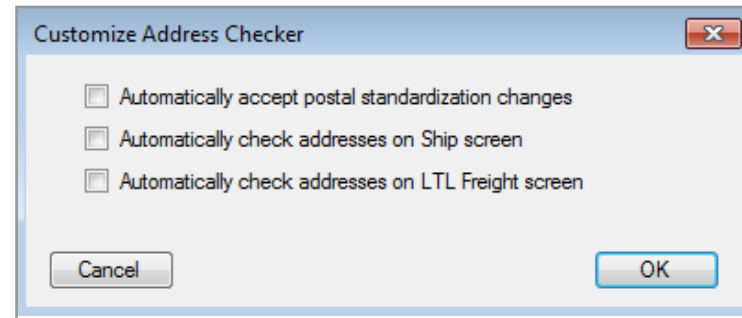 Customize Address Checker
Automatically accept postal standardization changes
Automatically check addresses on Ship screen
Automatically check addresses on LTL Freight screen
Cancel OK